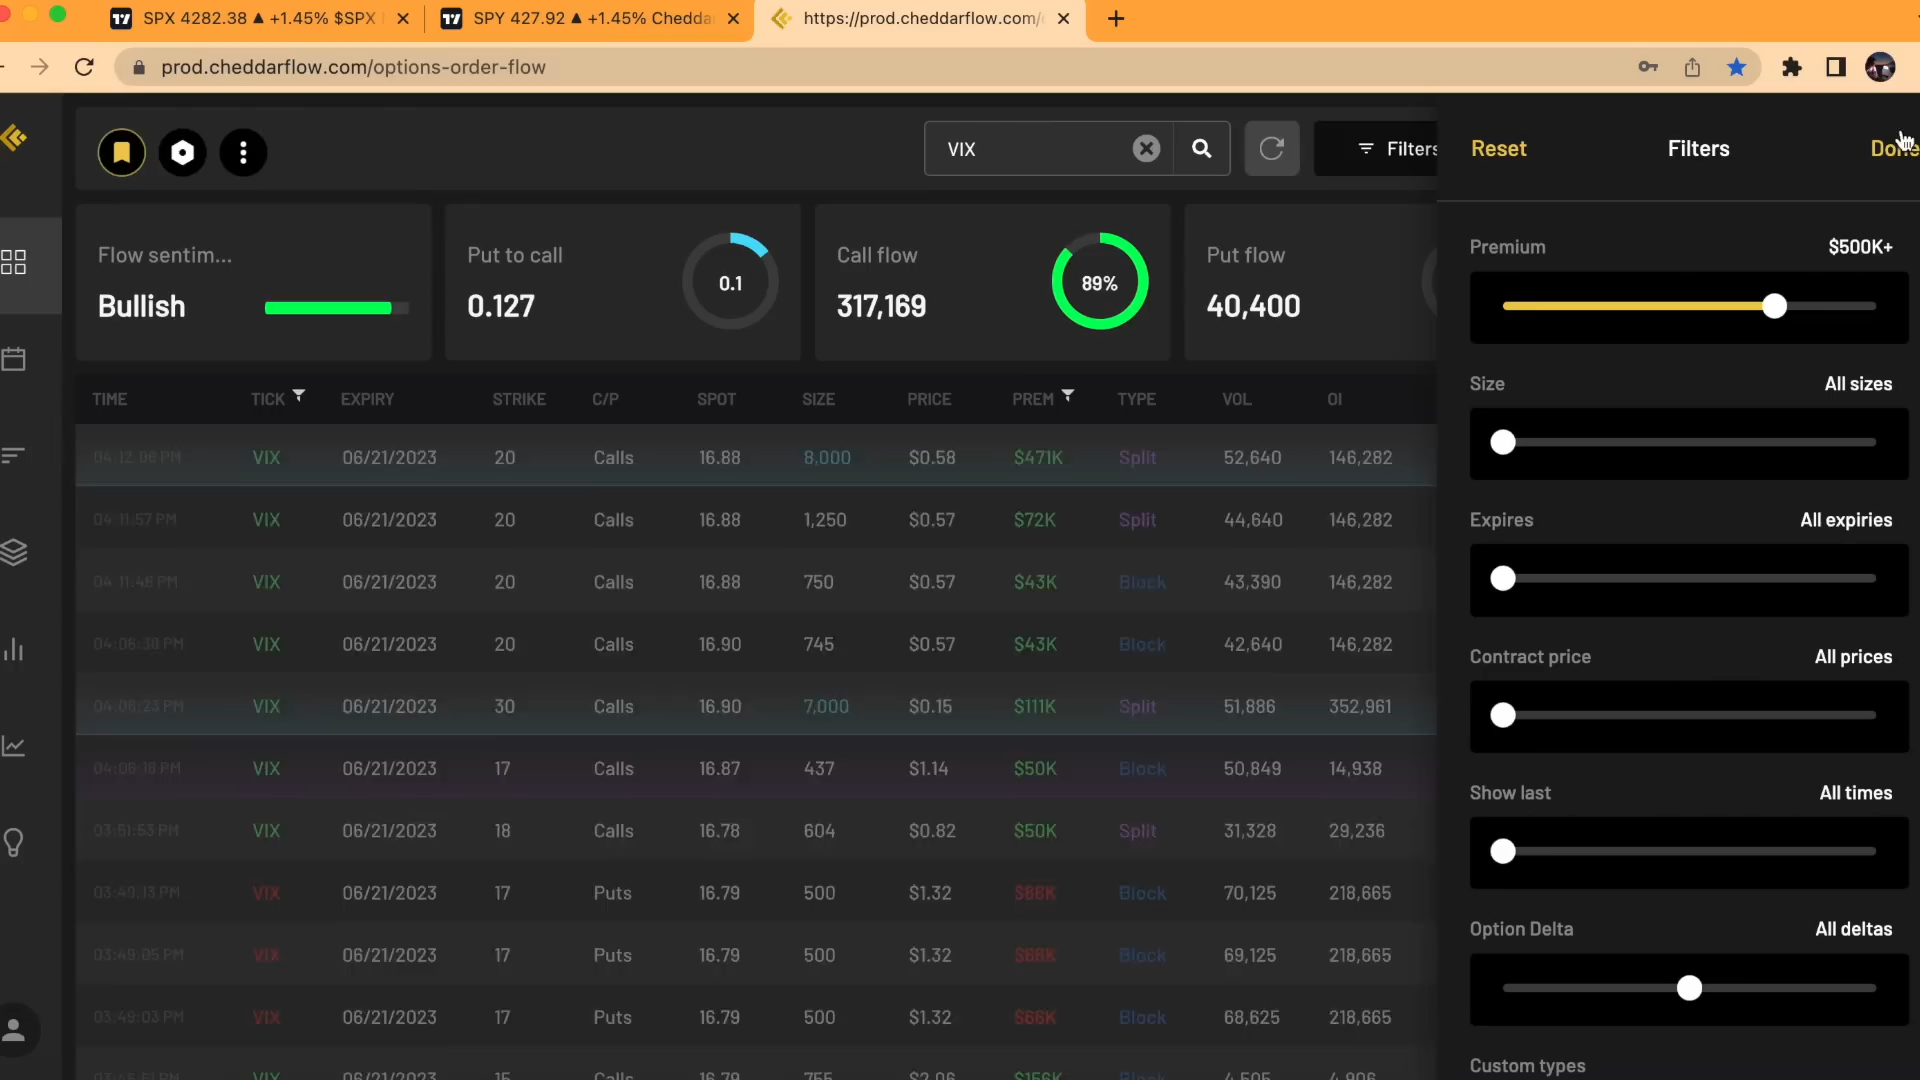 SPX 4282.38 ▲ +1.45% $SPX
SPY 427.92 ▲ +1.45% Chedda
https://prod.cheddarflow.com/
prod.cheddarflow.com/options-order-flow
VIX
Filters
Reset
Filters
Done
Flow sentim...
Bullish
Put to call
0.127
0.1
Call flow
317,169
89%
Put flow
40,400
Premium $500K+
Size All sizes
Expires All expiries
Contract price All prices
Show last All times
Option Delta All deltas
Custom types
TIME TICK EXPIRY STRIKE C/P SPOT SIZE PRICE PREM TYPE VOL OI
04:12:06 PM VIX 06/21/2023 20 Calls 16.88 8,000 $0.58 $471K Split 52,640 146,282
04:11:57 PM VIX 06/21/2023 20 Calls 16.88 1,250 $0.57 $72K Split 44,640 146,282
04:11:46 PM VIX 06/21/2023 20 Calls 16.88 750 $0.57 $43K Block 43,390 146,282
VIX 06/21/2023 20 Calls 16.90 745 $0.57 $43K Block 42,640 146,282
04:06:23 PM VIX 06/21/2023 30 Calls 16.90 7,000 $0.15 $111K Split 51,886 352,961
04:06:16 PM VIX 06/21/2023 17 Calls 16.87 437 $1.14 $50K Block 50,849 14,938
03:51:53 PM VIX 06/21/2023 18 Calls 16.78 604 $0.82 $50K Split 31,328 29,236
03:49:13 PM VIX 06/21/2023 17 Puts 16.79 500 $1.32 Block 70,125 218,665
03:49:05 PM VIX 06/21/2023 17 Puts 16.79 500 $1.32 Block 69,125 218,665
03:49:03 PM VIX 06/21/2023 17 Puts 16.79 500 $1.32 $66K Block 68,625 218,665
VIX 06/21/2023 15 Calls 16.79 755 $2.06 $156K Block 4,505 4,906